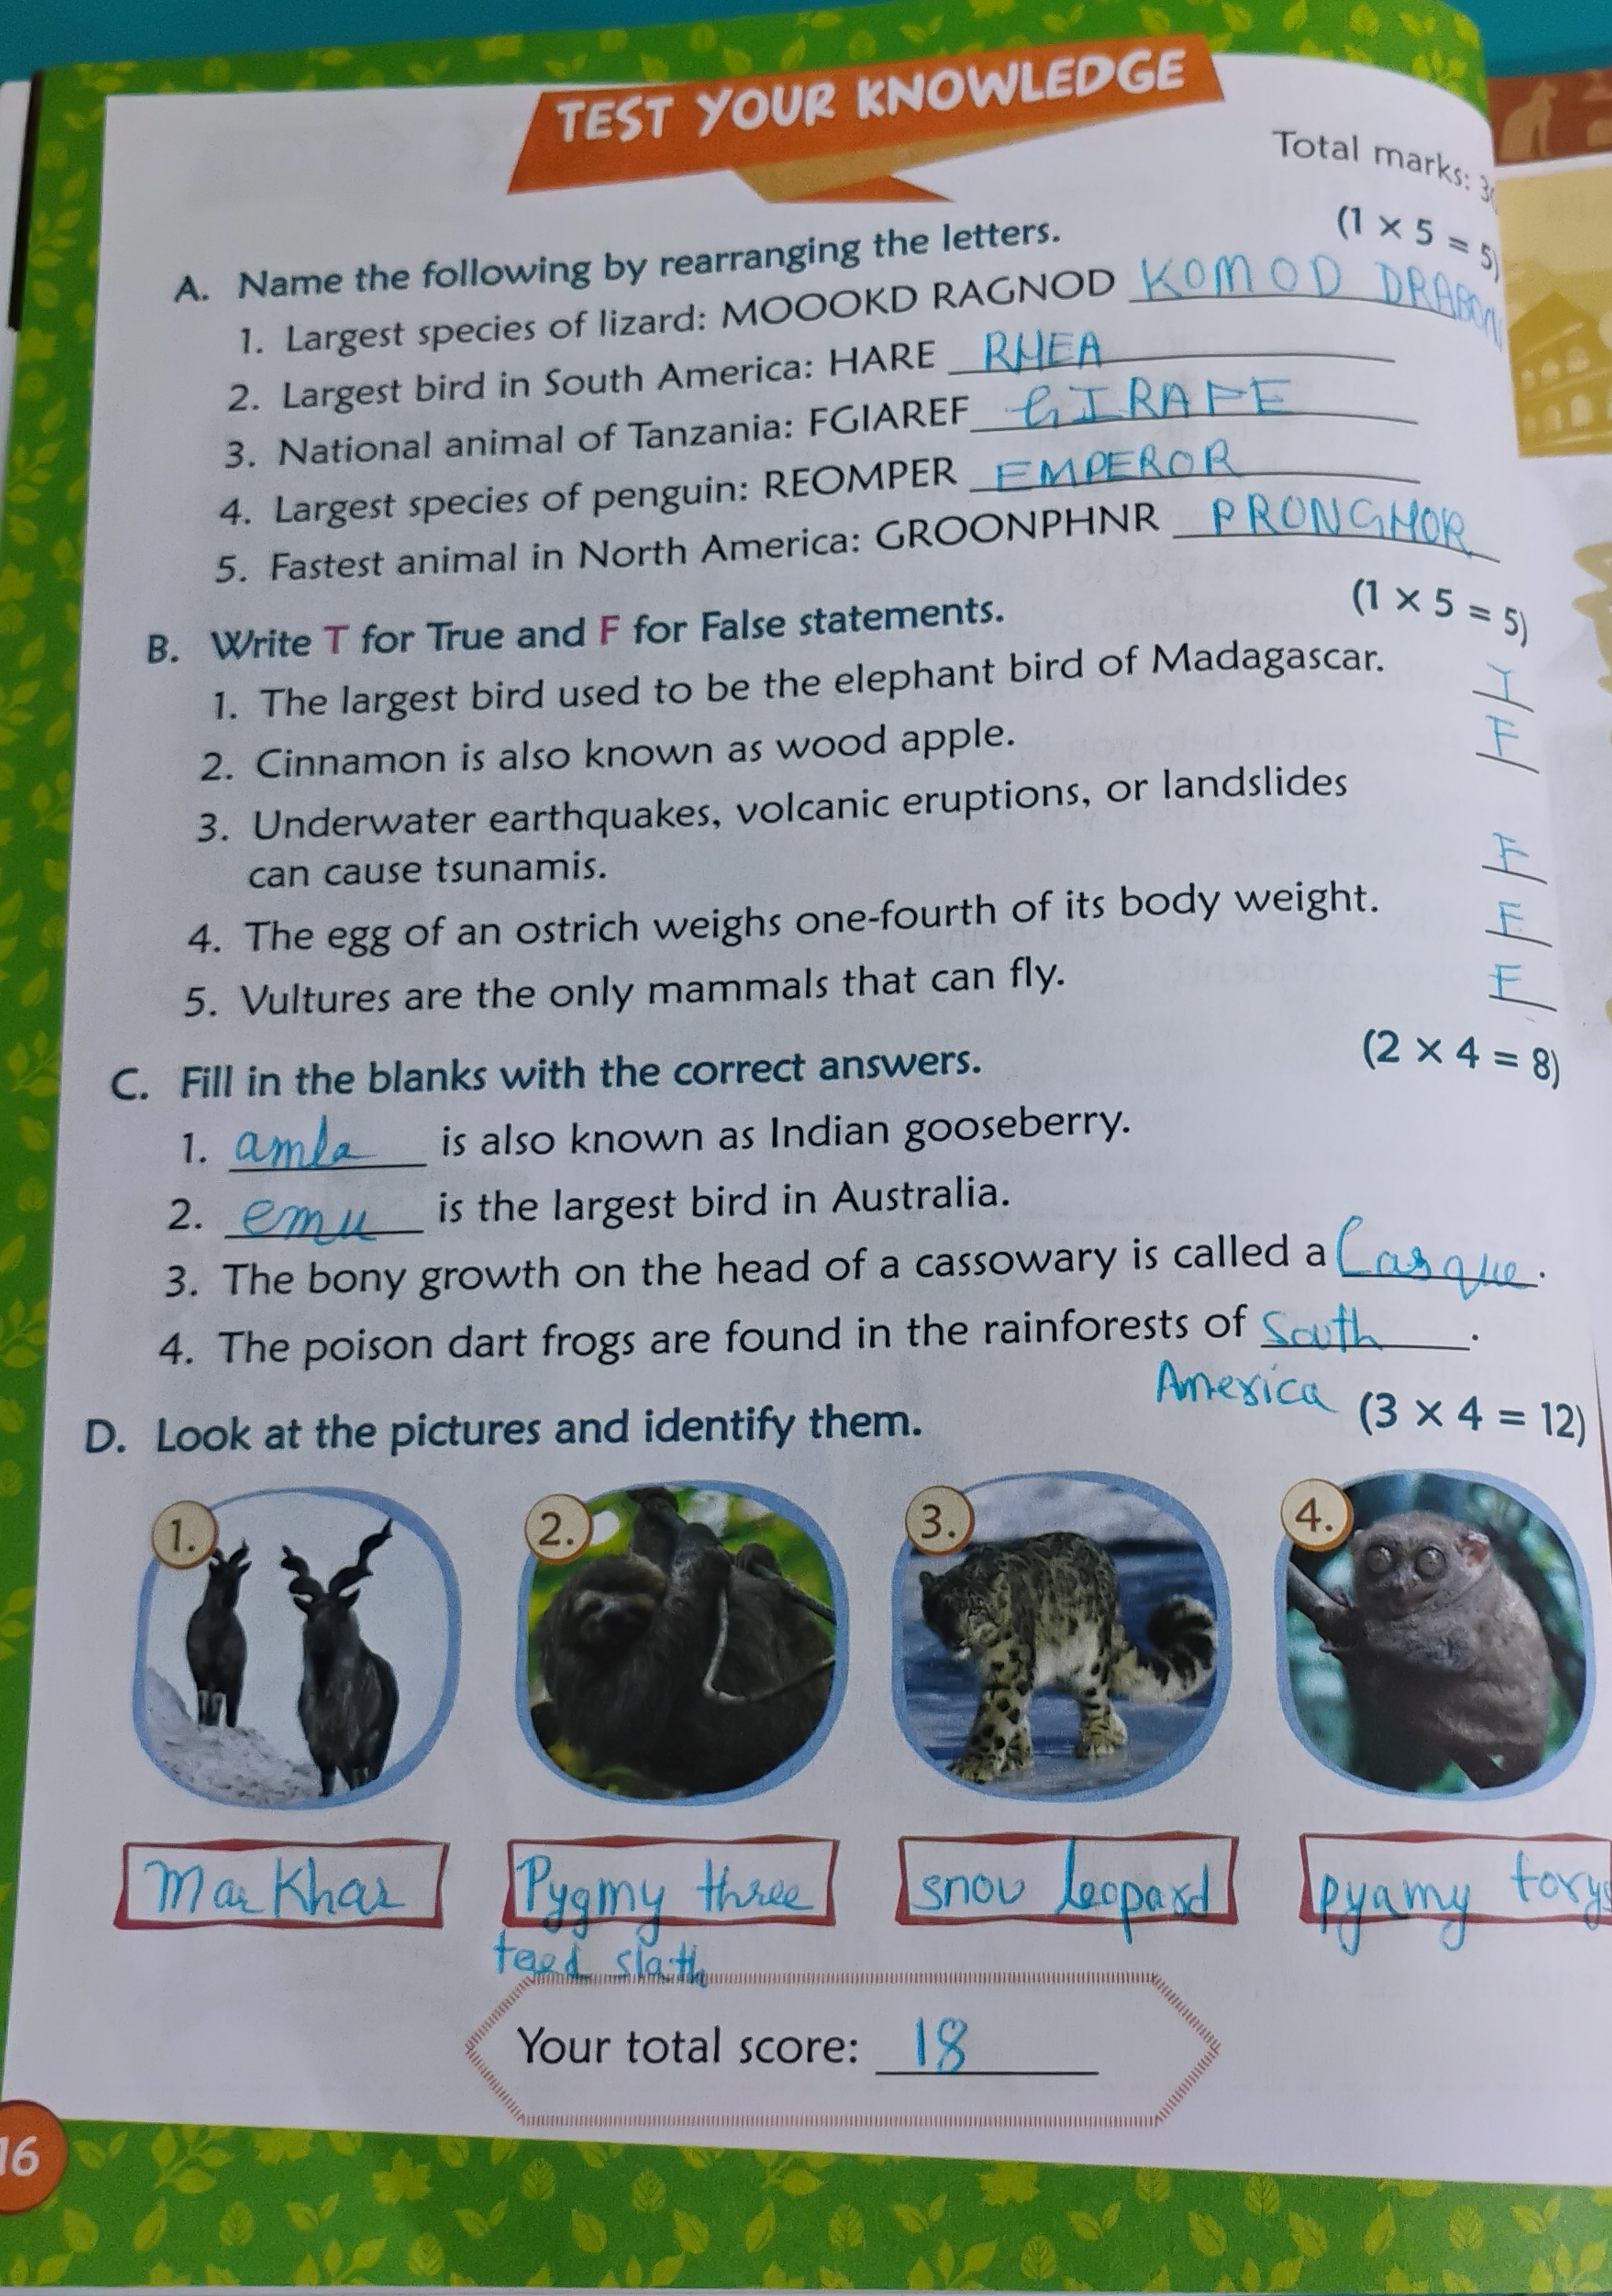 TEST YOUR KNOWLEDGE
Total marks: 30
A. Name the following by rearranging the letters. (1 × 5 = 5)
1. Largest species of lizard: MOOOKD RAGNOD KOMOD DRAGON
2. Largest bird in South America: HARE RHEA
3. National animal of Tanzania: FGIAREF GIRAFE
4. Largest species of penguin: REOMPER EMPEROR
5. Fastest animal in North America: GROONPHNR PRONGHOR
B. Write T for True and F for False statements. (1 × 5 = 5)
1. The largest bird used to be the elephant bird of Madagascar. T
2. Cinnamon is also known as wood apple. F
3. Underwater earthquakes, volcanic eruptions, or landslides
can cause tsunamis. F
4. The egg of an ostrich weighs one-fourth of its body weight. F
5. Vultures are the only mammals that can fly. F
C. Fill in the blanks with the correct answers. (2 × 4 = 8)
1. amla is also known as Indian gooseberry.
2. emu is the largest bird in Australia.
3. The bony growth on the head of a cassowary is called a Casque.
4. The poison dart frogs are found in the rainforests of South.
America
D. Look at the pictures and identify them. (3 × 4 = 12)
1. 2. 3. 4.
MarKhar Pygmy three snow leopard pyamy
toed slath
Your total score: 18
16